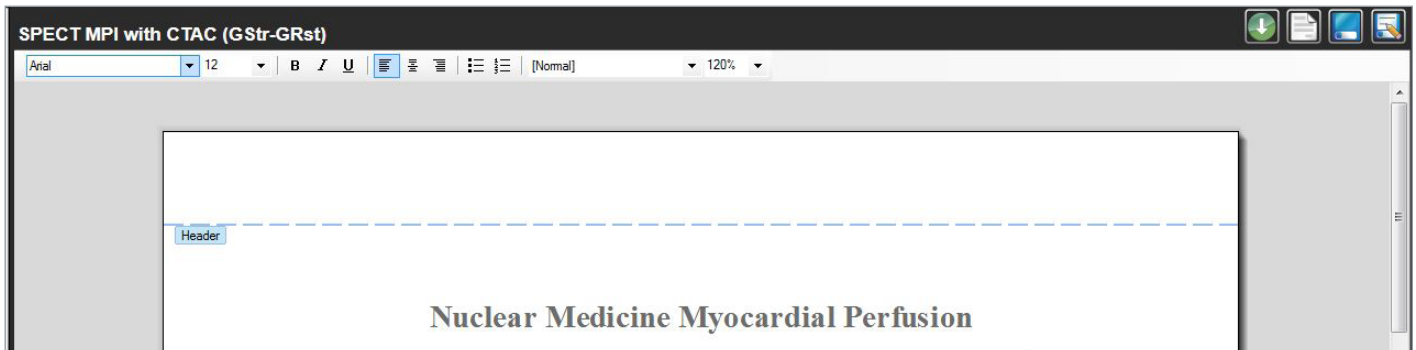 SPECT MPI with CTAC (GStr-GRst)
Arial 12 B I U [Normal] 120%
Header
Nuclear Medicine Myocardial Perfusion